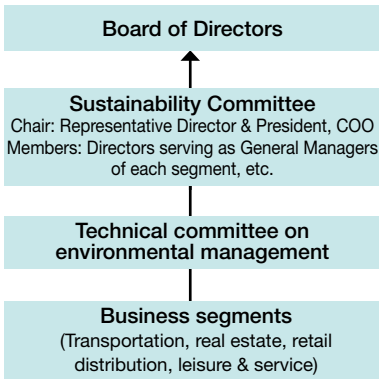 Board of Directors
Sustainability Committee
Chair: Representative Director & President, COO
Members: Directors serving as General Managers
of each segment, etc.
Technical committee on
environmental management
Business segments
(Transportation, real estate, retail
distribution, leisure & service)